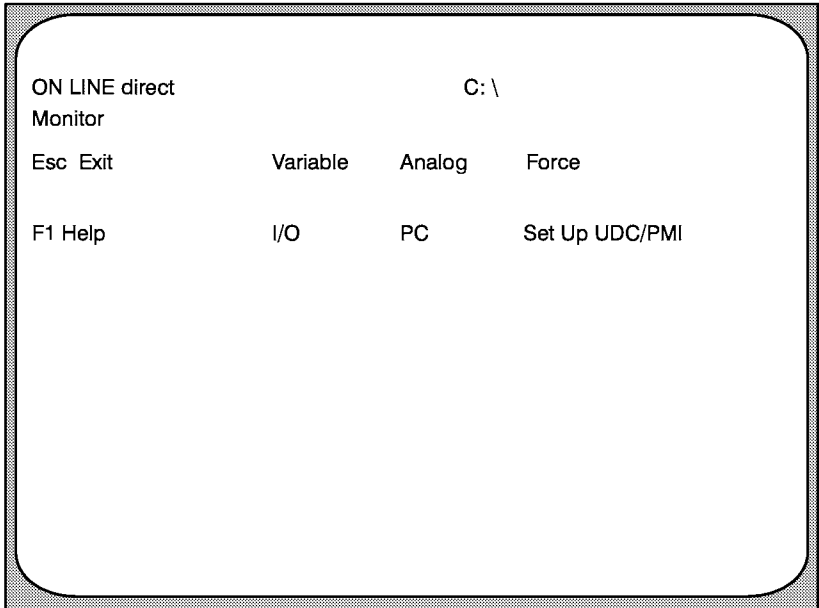 ON LINE direct C: \
Monitor
Esc Exit Variable Analog Force
F1 Help I/O PC Set Up UDC/PMI